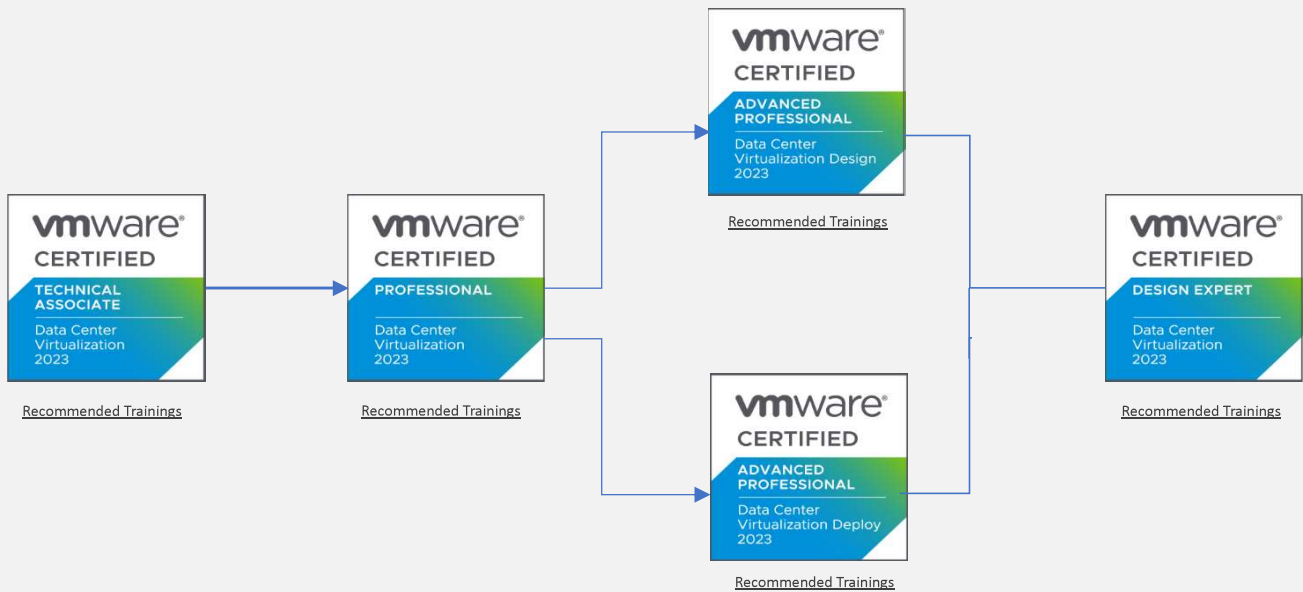 vmware®
CERTIFIED
TECHNICAL
ASSOCIATE
Data Center
Virtualization
2023
Recommended Trainings
vmware®
CERTIFIED
PROFESSIONAL
Data Center
Virtualization
2023
Recommended Trainings
vmware®
CERTIFIED
ADVANCED
PROFESSIONAL
Data Center
Virtualization Design
2023
Recommended Trainings
vmware®
CERTIFIED
ADVANCED
PROFESSIONAL
Data Center
Virtualization Deploy
2023
Recommended Trainings
vmware®
CERTIFIED
DESIGN EXPERT
Data Center
Virtualization
2023
Recommended Trainings